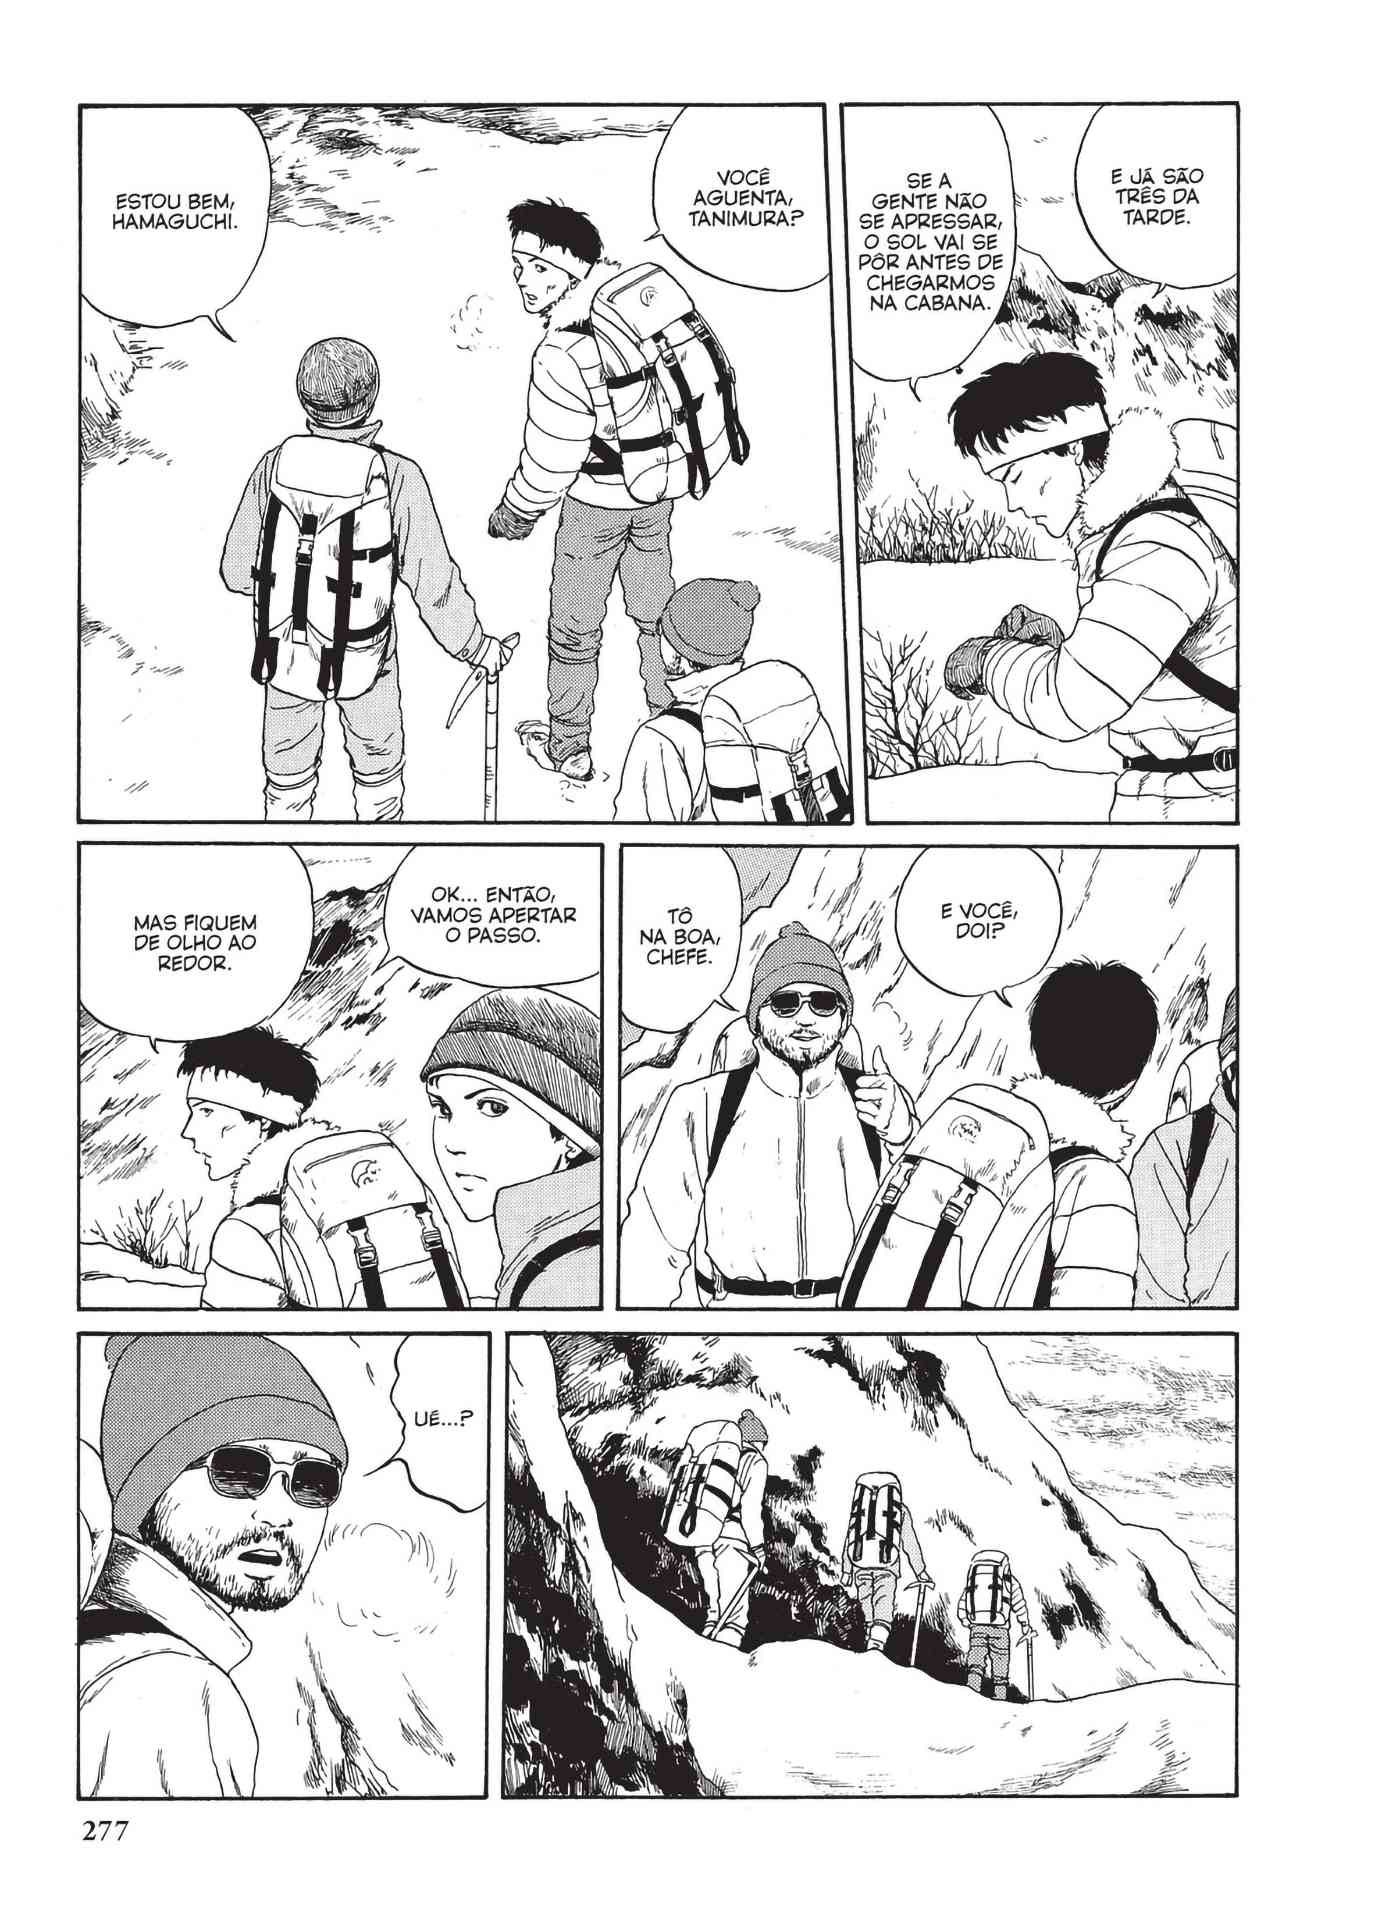 E JÁ SÃO
TRÊS DA
TARDE.
SE A
GENTE NÃO
SE APRESSAR,
O SOL VAI SE
PÔR ANTES DE
CHEGARMOS
NA CABANA.
VOCÊ
AGUENTA,
TANIMURA?
ESTOU BEM,
HAMAGUCHI.
E VOCÊ,
DOI?
TÔ
NA BOA,
CHEFE.
OK... ENTÃO,
VAMOS APERTAR
O PASSO.
MAS FIQUEM
DE OLHO AO
REDOR.
UÉ...?
277